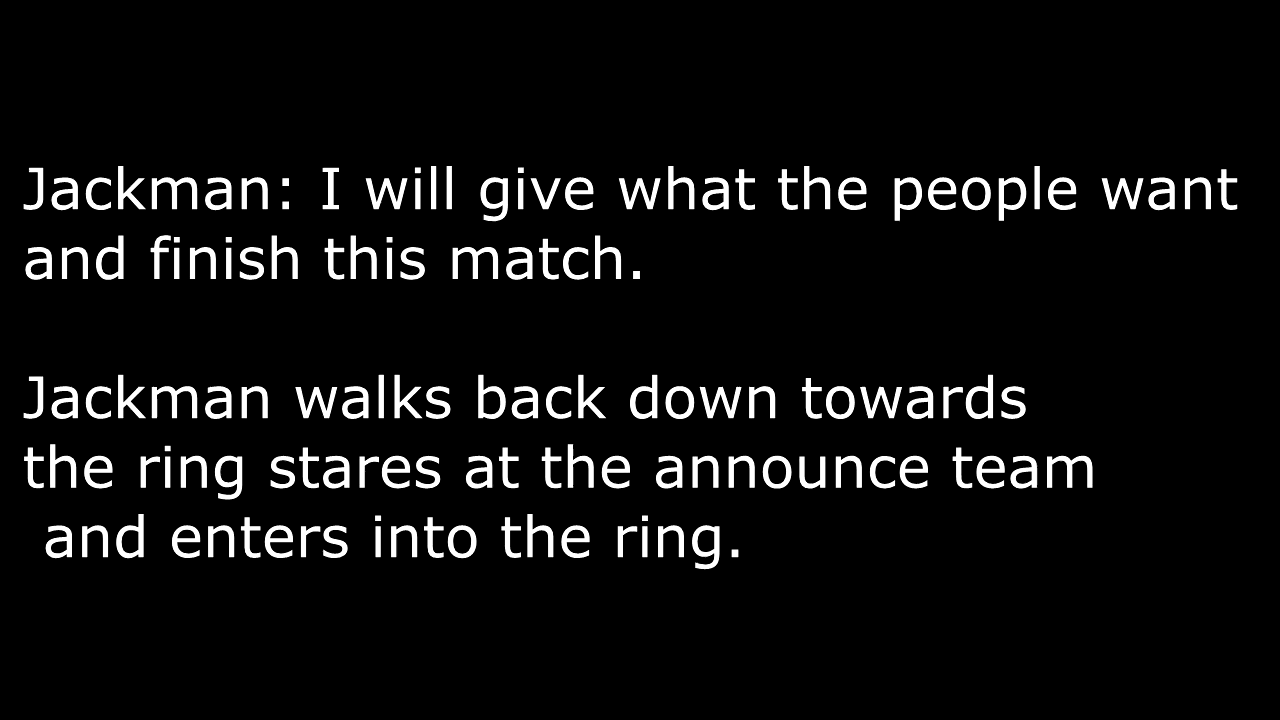 Jackman: I will give what the people want
and finish this match.
Jackman walks back down towards
the ring stares at the announce team
and enters into the ring.